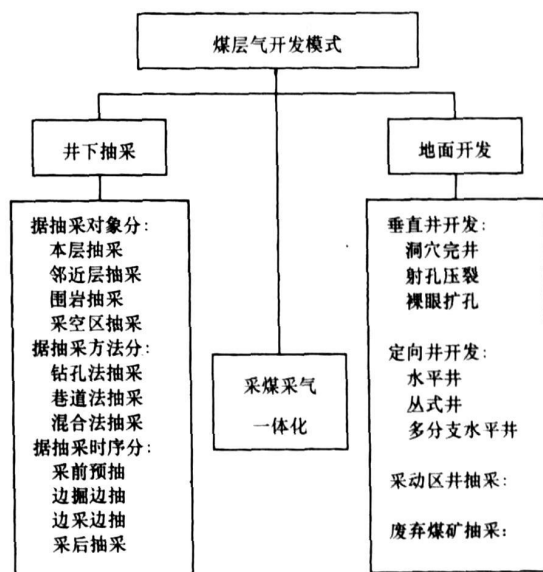 煤层气开发模式
井下抽采
地面开发
据抽采对象分:
本层抽采
邻近层抽采
围岩抽采
采空区抽采
据抽采方法分:
钻孔法抽采
巷道法抽采
混合法抽采
据抽采时序分:
采前预抽
边掘边抽
边采边抽
采后抽采
采煤采气
一体化
垂直井开发:
洞穴完井
射孔压裂
裸眼扩孔
定向井开发:
水平井
丛式井
多分支水平井
采动区井抽采:
废弃煤矿抽采: